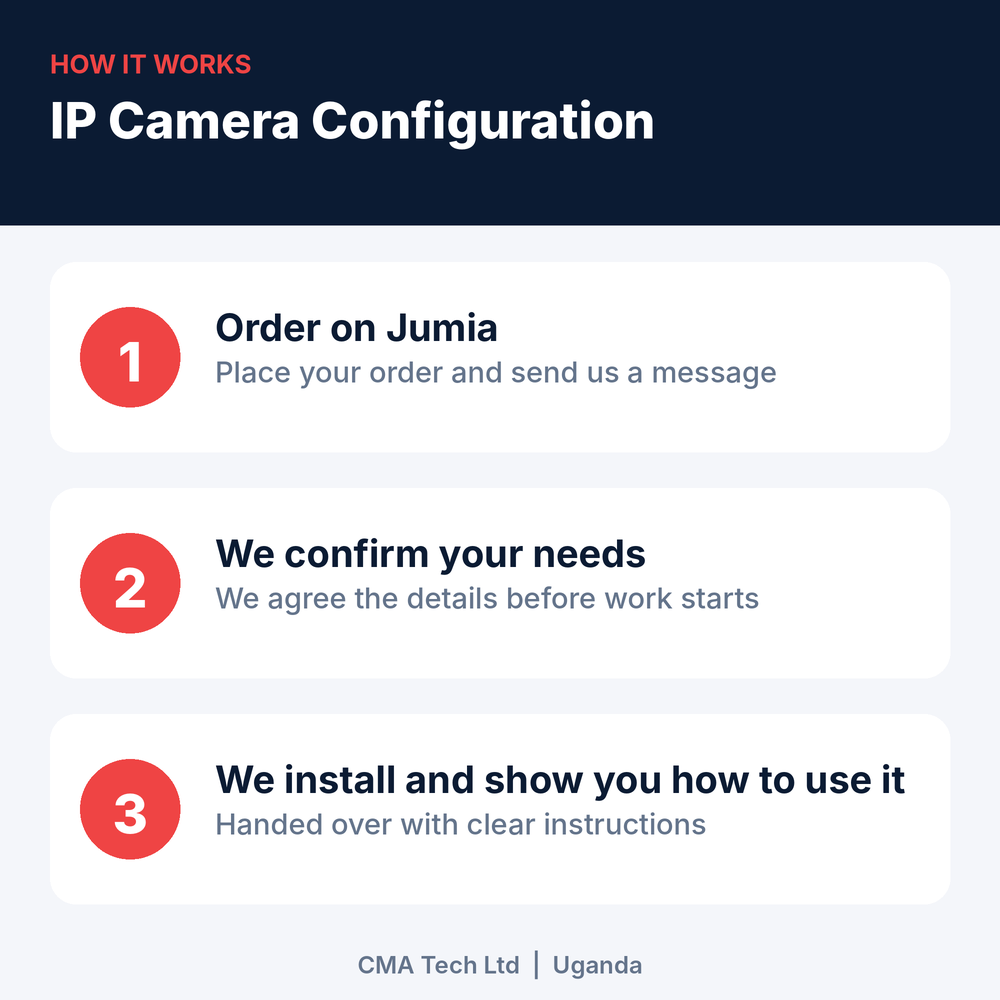 HOW IT WORKS
IP Camera Configuration
1
Order on Jumia
Place your order and send us a message
2
We confirm your needs
We agree the details before work starts
3
We install and show you how to use it
Handed over with clear instructions
CMA Tech Ltd | Uganda